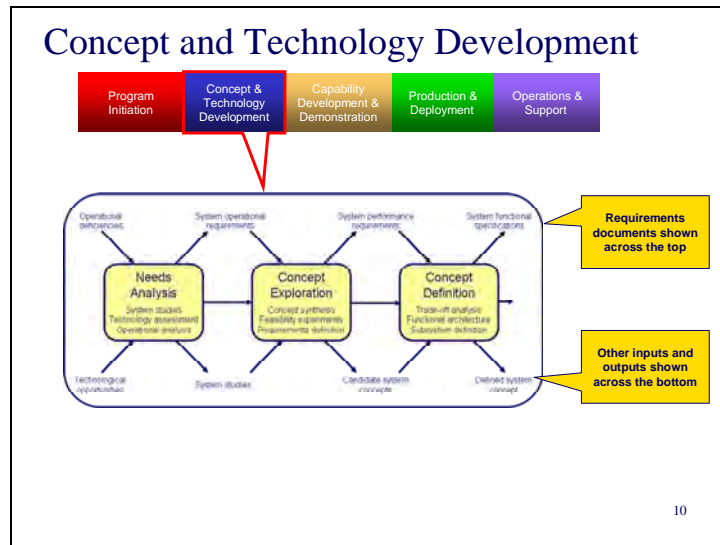 Concept and Technology Development
Program
Initiation
Concept &
Technology
Development
Capability
Development &
Demonstration
Production &
Deployment
Operations &
Support
Operational
deficiencies
System operational
requirements
System performance
requirements
System functional
specifications
Requirements
documents shown
across the top
Needs
Analysis
System studies
Technology assessment
Operational analysis
Concept
Exploration
Concept synthesis
Feasibility experiments
Requirements definition
Concept
Definition
Trade-off analysis
Functional architecture
Subsystem definition
Technological
opportunities
System studies
Candidate system
concepts
Defined system
concept
Other inputs and
outputs shown
across the bottom
10